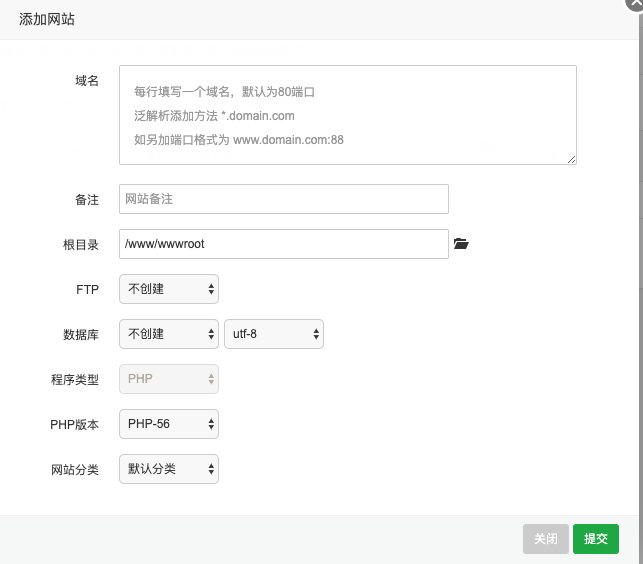 添加网站
域名
每行填写一个域名，默认为80端口
泛解析添加方法 *.domain.com
如另加端口格式为 www.domain.com:88
备注 网站备注
根目录 /www/wwwroot
FTP 不创建
数据库 不创建 utf-8
程序类型 PHP
PHP版本 PHP-56
网站分类 默认分类
关闭 提交